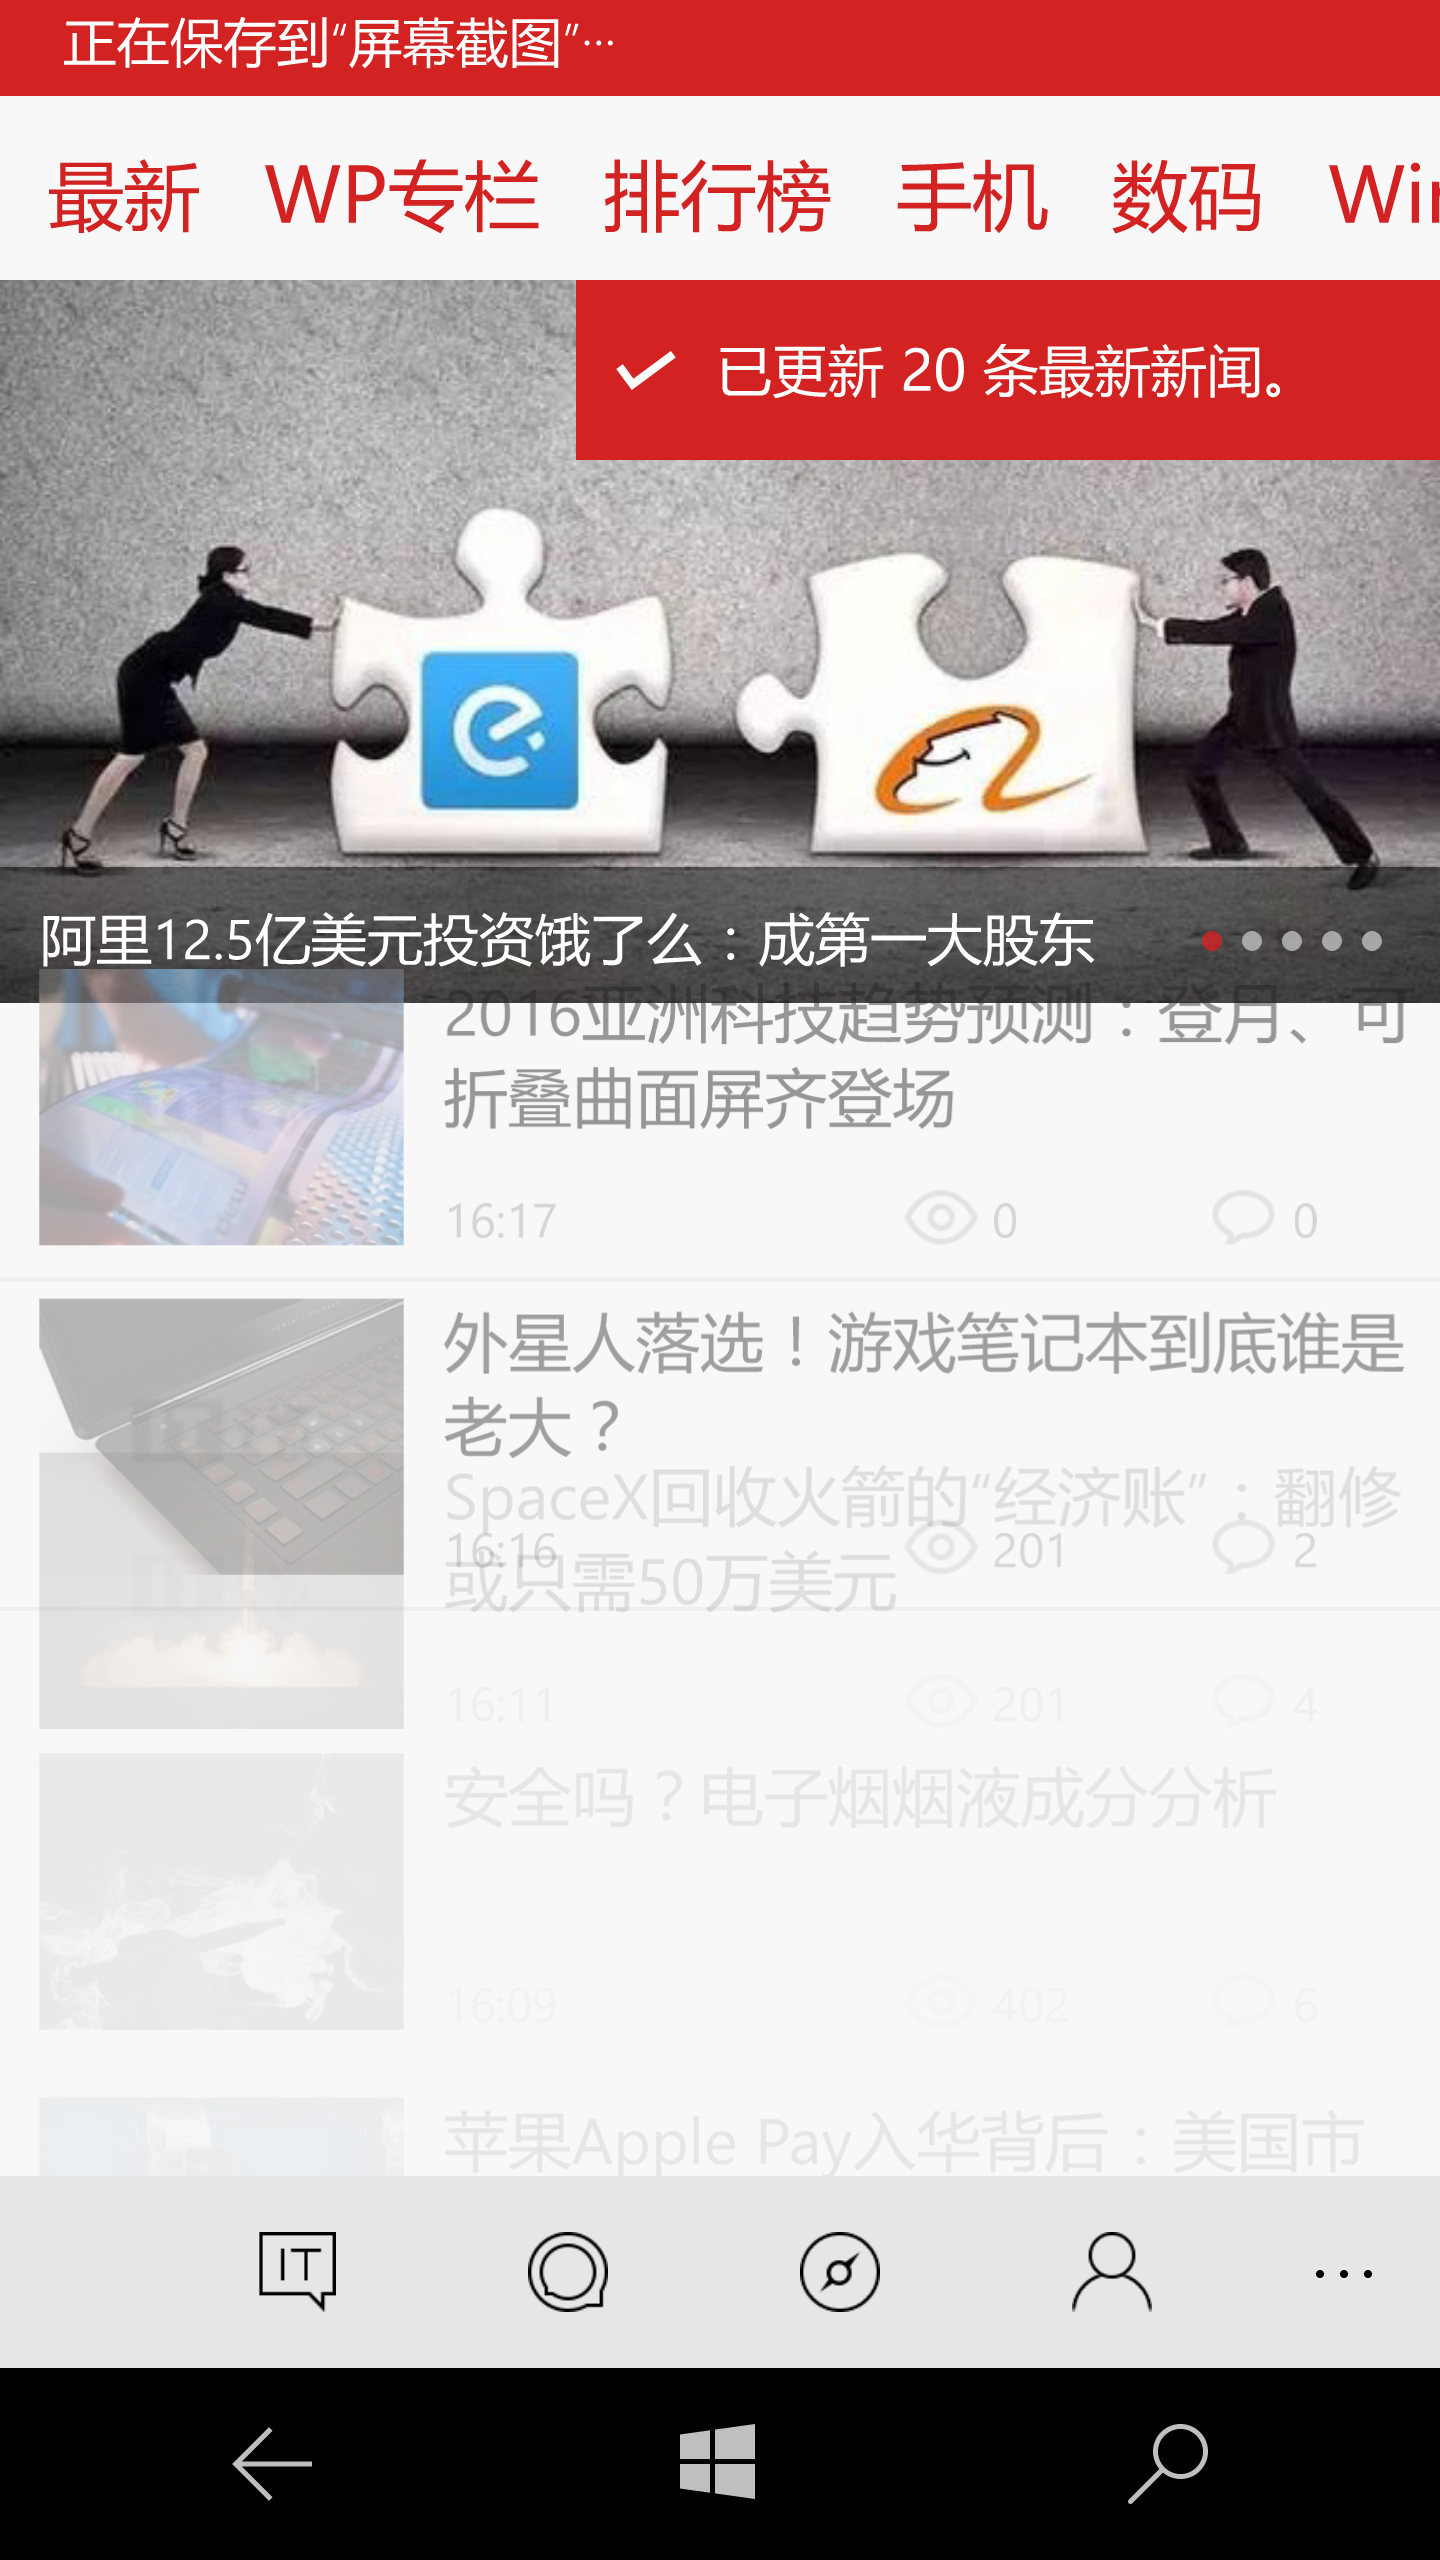 正在保存到“屏幕截图”…
最新 WP专栏 排行榜 手机 数码 Win
已更新 20 条最新新闻。
阿里12.5亿美元投资饿了么：成第一大股东
2016亚洲科技趋势预测：登月、可
折叠曲面屏齐登场
16:17 0 0
外星人落选！游戏笔记本到底谁是
老大？
SpaceX回收火箭的“经济账”：翻修
16:16 201 2
或只需50万美元
16:11 201 4
安全吗？电子烟烟液成分分析
16:09 402 6
苹果Apple Pay入华背后：美国市
IT